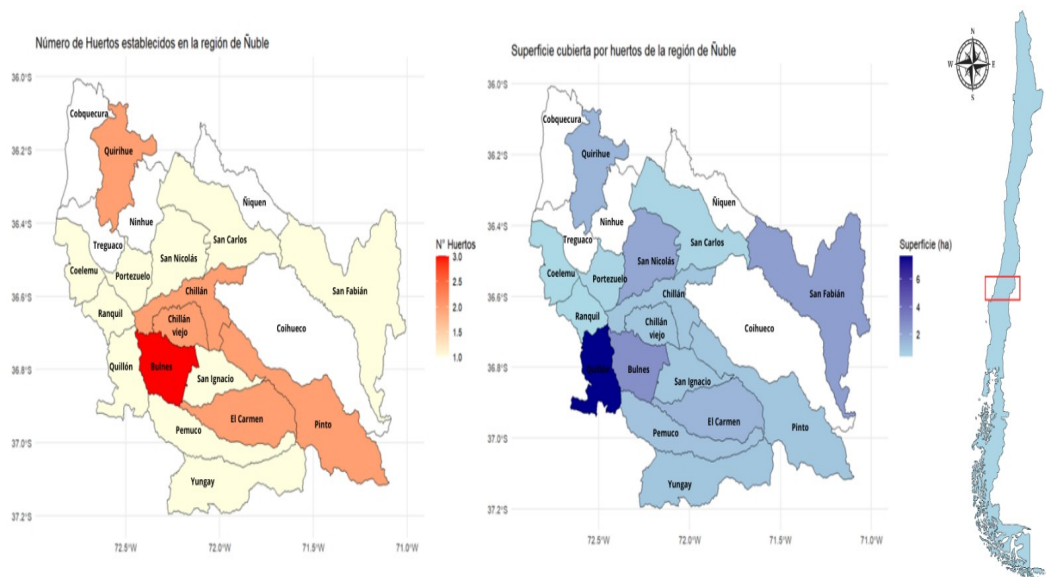 Número de Huertos establecidos en la región de Ñuble
36.0°S
36.2°S
36.4°S
36.6°S
36.8°S
37.0°S
37.2°S
72.5°W
72.0°W
71.5°W
71.0°W
Cobquecura
Quirihue
Ninhue
Ñiquen
Treguaco
San Carlos
San Nicolás
San Fabián
Coelemu
Portezuelo
Chillán
Ranquil
Chillán
viejo
Coihueco
Quillón
Bulnes
San Ignacio
El Carmen
Pinto
Pemuco
Yungay
N° Huertos
3.0
2.5
2.0
1.5
1.0
Superficie cubierta por huertos de la región de Ñuble
36.0°S
36.2°S
36.4°S
36.6°S
36.8°S
37.0°S
37.2°S
72.5°W
72.0°W
71.5°W
71.0°W
Cobquecura
Quirihue
Ñiquen
Ninhue
Treguaco
San Carlos
San Nicolás
Coelemu
Portezuelo
San Fabián
Chillán
Ranquil
Chillán
viejo
Coihueco
Quillón
Bulnes
San Ignacio
El Carmen
Pinto
Pemuco
Yungay
Superficie (ha)
6
4
2
N
W
E
S